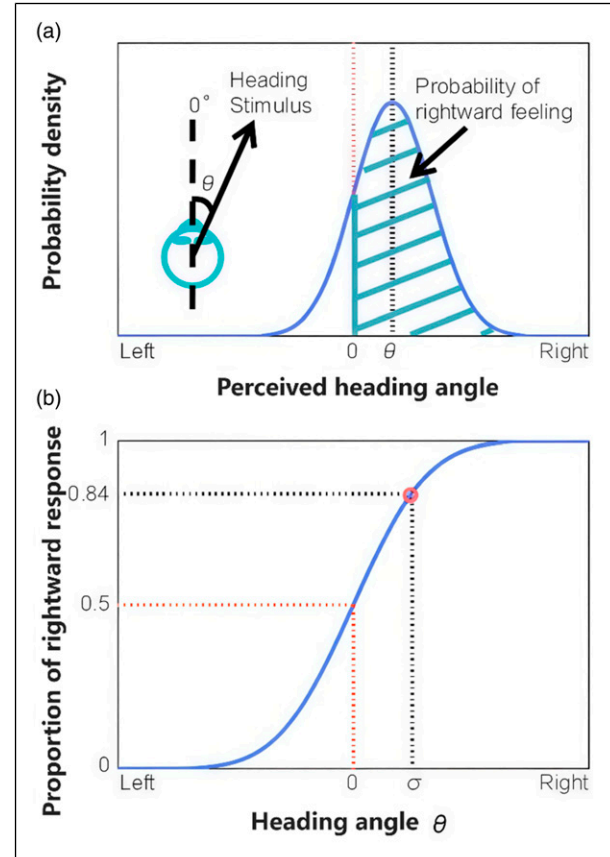 (a)
Probability density
0°
Heading
Stimulus
θ
Probability of
rightward feeling
Left
0
θ
Right
Perceived heading angle
(b)
Proportion of rightward response
1
0.84
0.5
0
Left
0
σ
Right
Heading angle θ